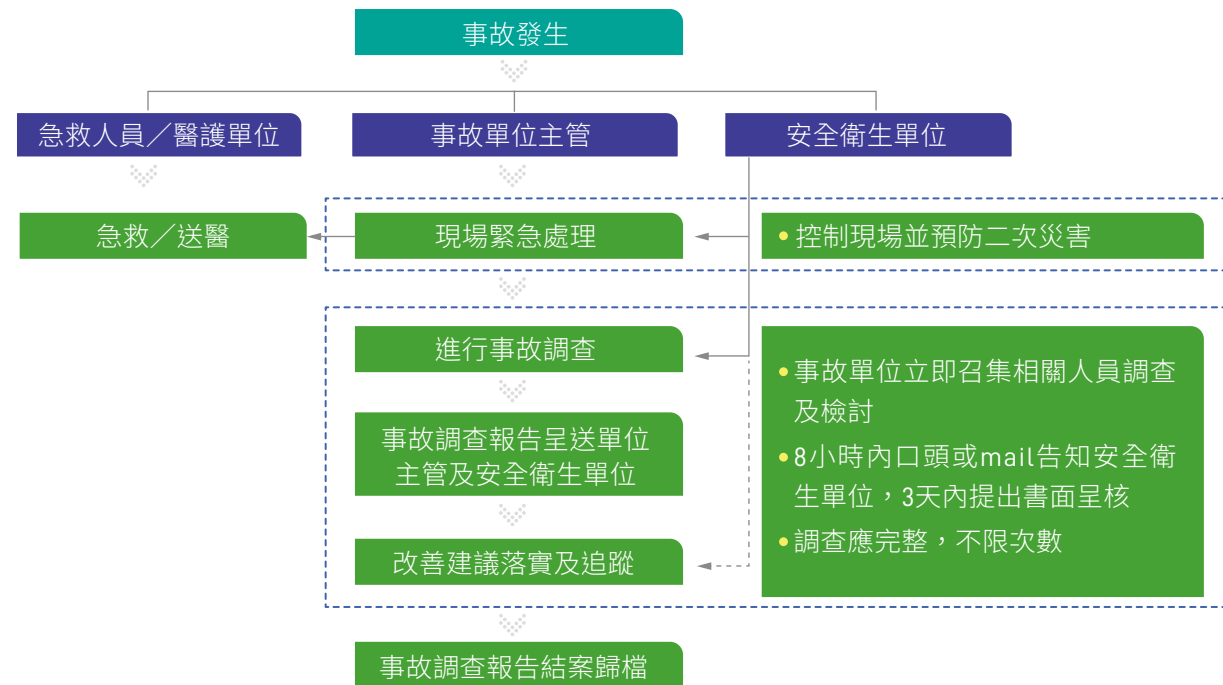 事故發生
急救人員／醫護單位
事故單位主管
安全衛生單位
急救／送醫
現場緊急處理
•控制現場並預防二次災害
進行事故調查
事故調查報告呈送單位
主管及安全衛生單位
改善建議落實及追蹤
•事故單位立即召集相關人員調查
及檢討
•8小時內口頭或mail告知安全衛
生單位，3天內提出書面呈核
•調查應完整，不限次數
事故調查報告結案歸檔